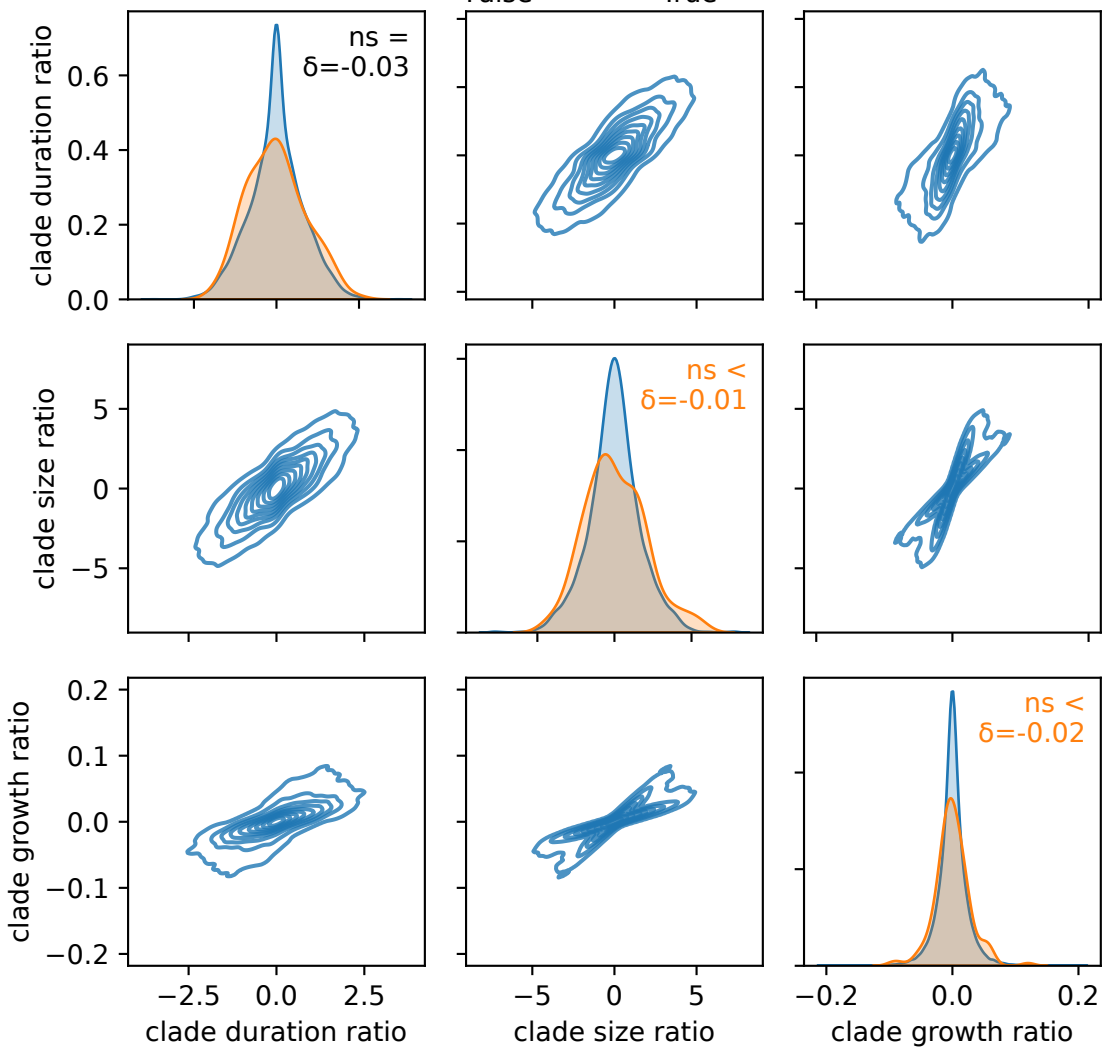 ns =
δ=-0.03
clade duration ratio
0.6
0.4
0.2
0.0
ns <
δ=-0.01
clade size ratio
5
0
−5
ns <
δ=-0.02
clade growth ratio
0.2
0.1
0.0
−0.1
−0.2
−2.5 0.0 2.5
−5 0 5
−0.2 0.0 0.2
clade duration ratio
clade size ratio
clade growth ratio